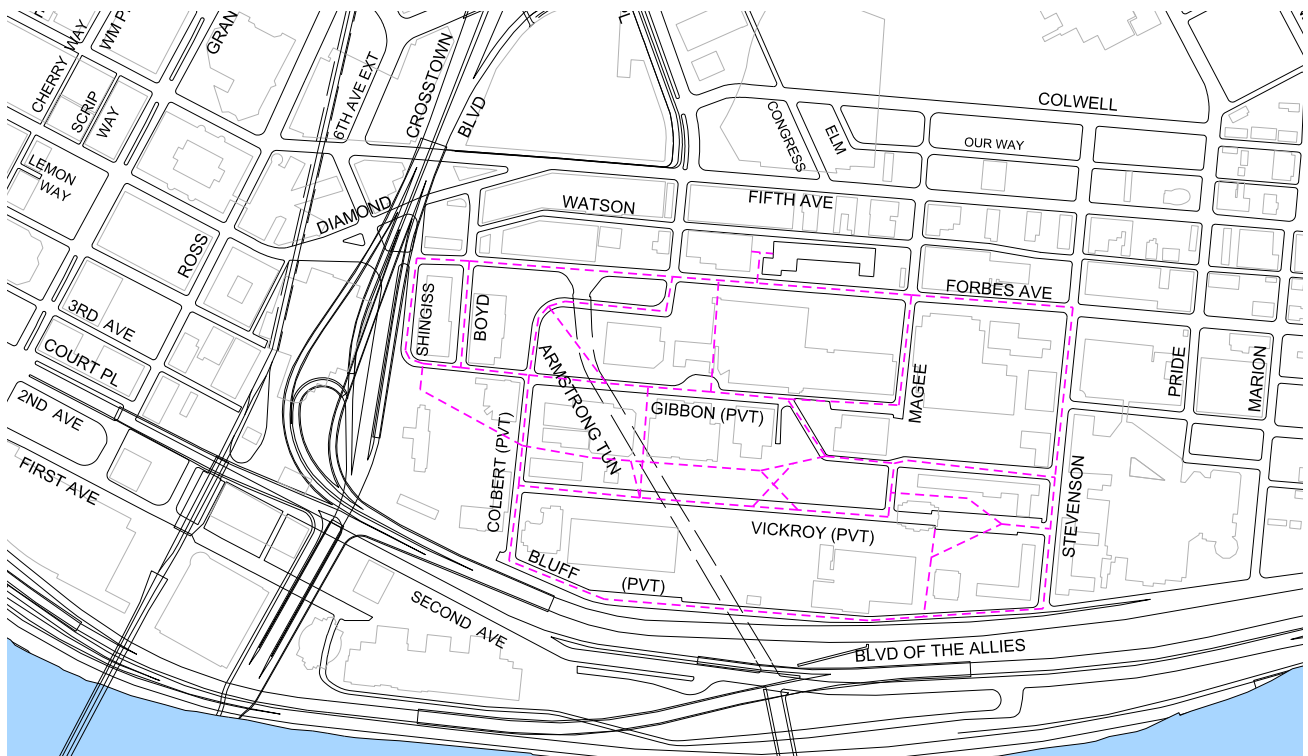 CHERRY WAY
WM P
GRAN
SCRIP
WAY
6TH AVE EXT
CROSSTOWN
BLVD
COLWELL
CONGRESS
ELM
OUR WAY
LEMON
WAY
DIAMOND
WATSON
FIFTH AVE
ROSS
FORBES AVE
3RD AVE
SHINGISS
BOYD
COURT PL
ARMSTRONG TUN
MAGEE
PRIDE
MARION
2ND AVE
GIBBON (PVT)
FIRST AVE
COLBERT (PVT)
STEVENSON
VICKROY (PVT)
BLUFF
(PVT)
SECOND AVE
BLVD OF THE ALLIES